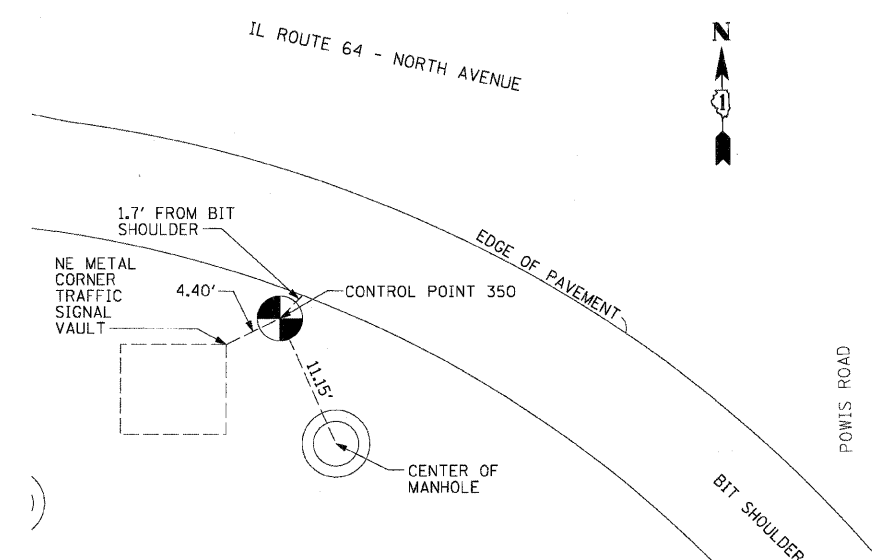 IL ROUTE 64 - NORTH AVENUE
N
1
1.7' FROM BIT
SHOULDER
NE METAL
CORNER
TRAFFIC
SIGNAL
VAULT
4.40'
CONTROL POINT 350
EDGE OF PAVEMENT
11.15'
CENTER OF
MANHOLE
POWIS ROAD
BIT SHOULDER